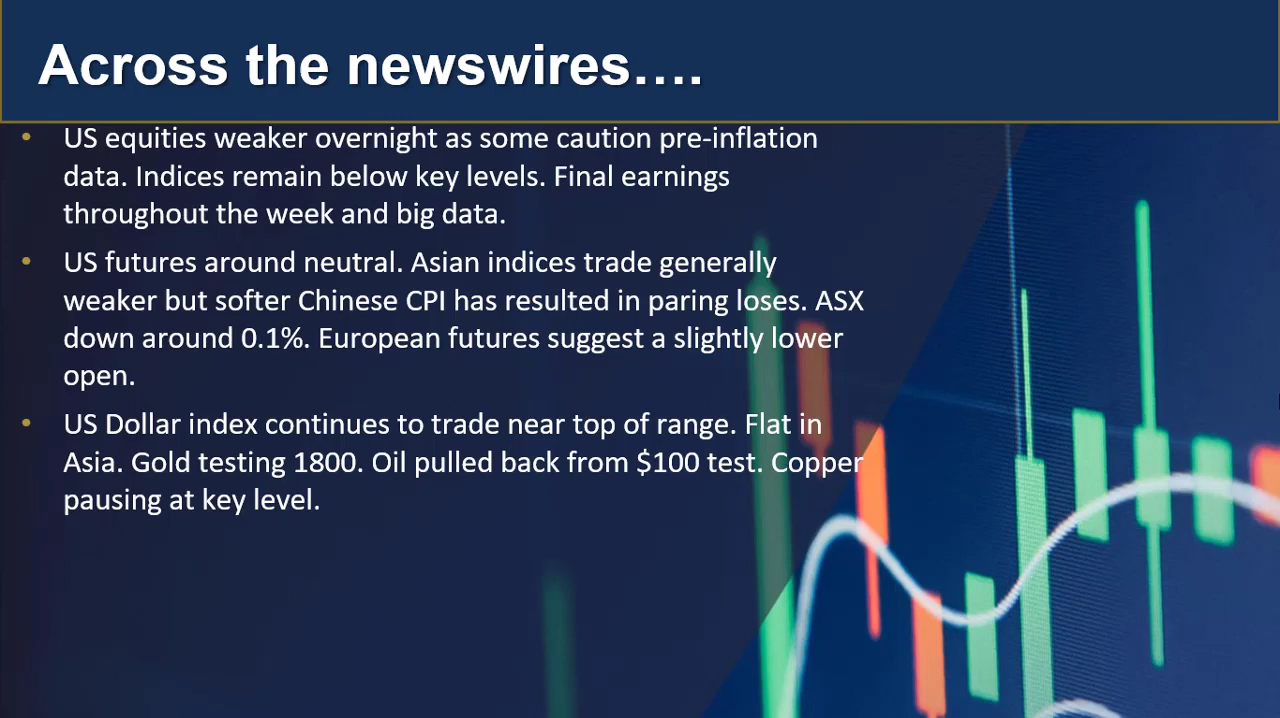 Across the newswires….
• US equities weaker overnight as some caution pre-inflation
data. Indices remain below key levels. Final earnings
throughout the week and big data.
• US futures around neutral. Asian indices trade generally
weaker but softer Chinese CPI has resulted in paring loses. ASX
down around 0.1%. European futures suggest a slightly lower
open.
• US Dollar index continues to trade near top of range. Flat in
Asia. Gold testing 1800. Oil pulled back from $100 test. Copper
pausing at key level.